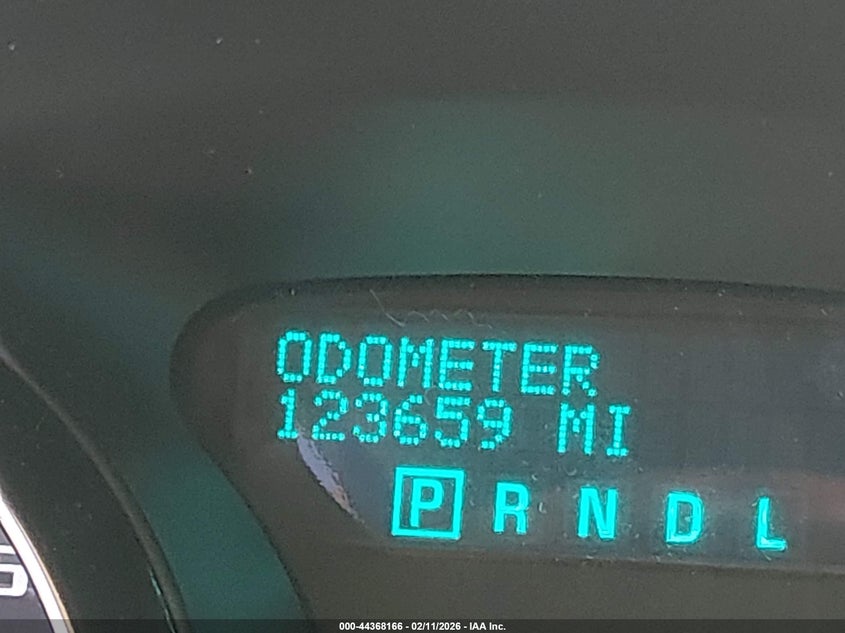 ODOMETER
123659 MI
P R N D L
000-44368166 - 02/11/2026 - IAA Inc.